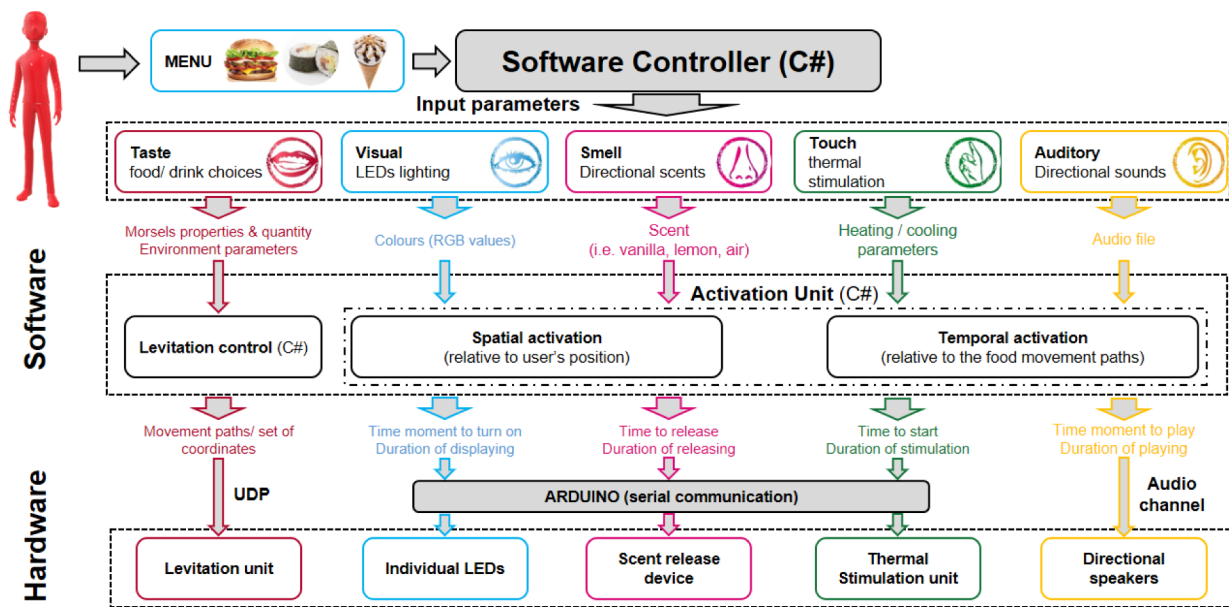 MENU
Software Controller (C#)
Input parameters
Taste
food/ drink choices
Visual
LEDs lighting
Smell
Directional scents
Touch
thermal
stimulation
Auditory
Directional sounds
Morsels properties & quantity
Environment parameters
Colours (RGB values)
Scent
(i.e. vanilla, lemon, air)
Heating / cooling
parameters
Audio file
Software
Activation Unit (C#)
Levitation control (C#)
Spatial activation
(relative to user's position)
Temporal activation
(relative to the food movement paths)
Movement paths/ set of
coordinates
Time moment to turn on
Duration of displaying
Time to release
Duration of releasing
Time to start
Duration of stimulation
Time moment to play
Duration of playing
Hardware
UDP
ARDUINO (serial communication)
Audio
channel
Levitation unit
Individual LEDs
Scent release
device
Thermal
Stimulation unit
Directional
speakers